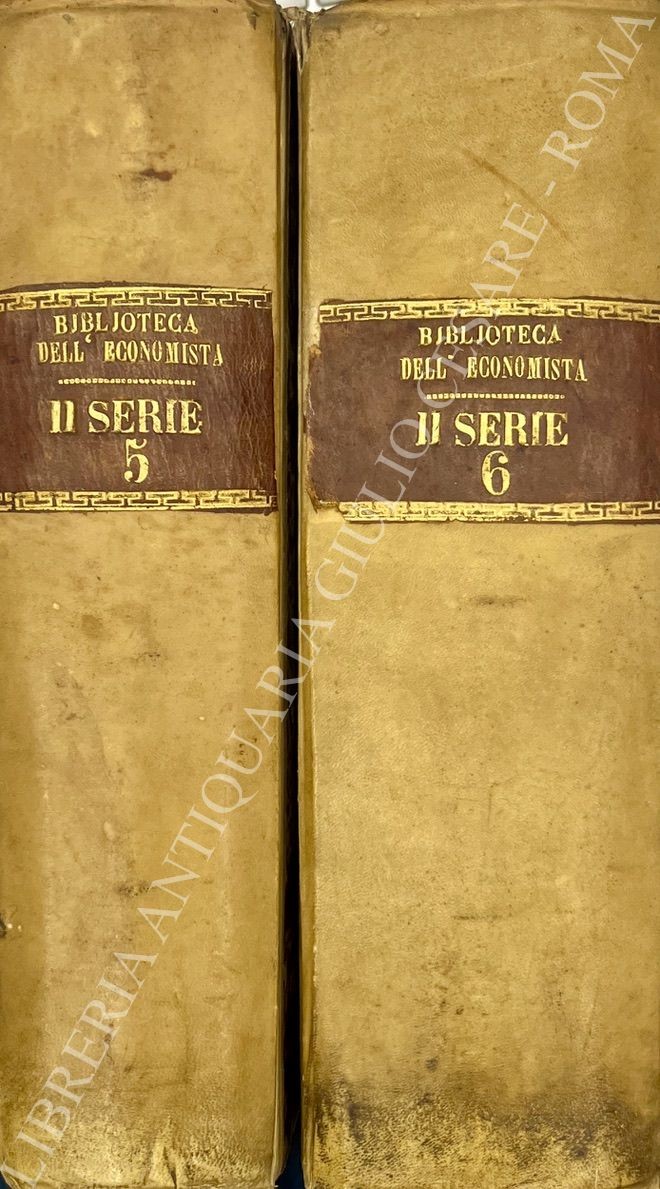 BIBLIOTECA
DELL' ECONOMISTA
II SERIE
5
BIBLIOTECA
DELL' ECONOMISTA
II SERIE
6
LIBRERIA ANTIQUARIA GIULIO CESARE - ROMA